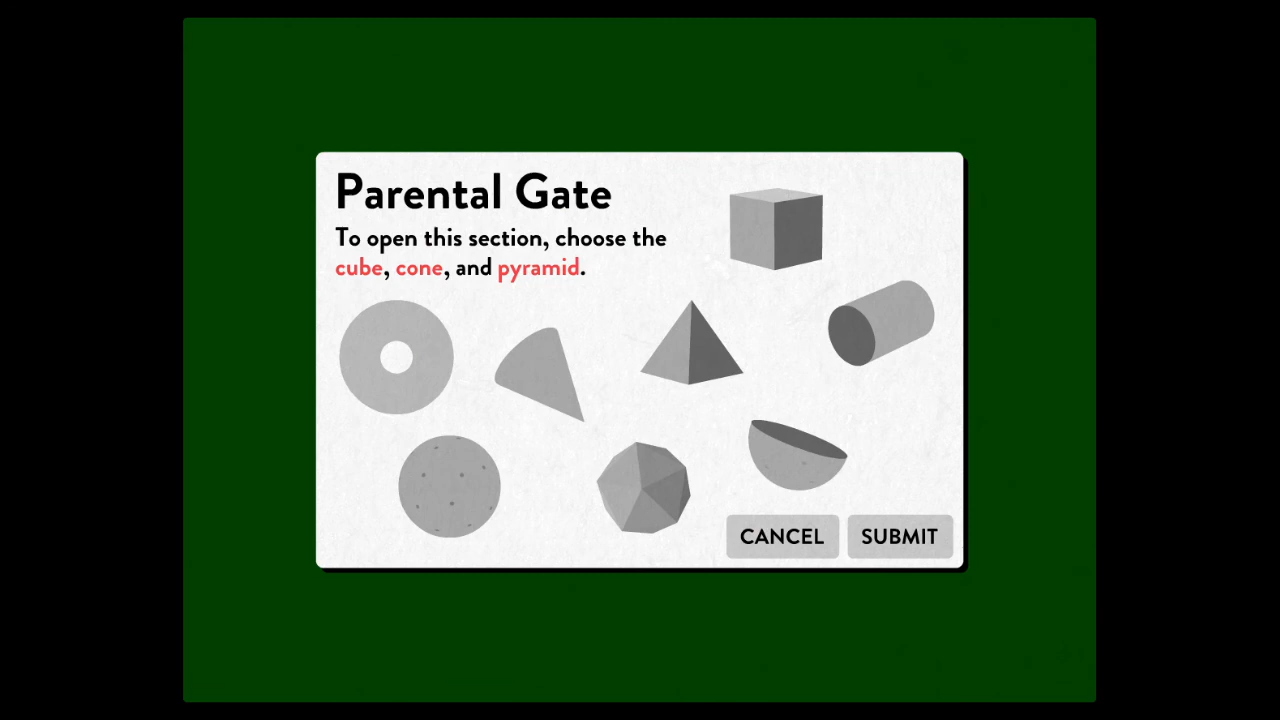 Parental Gate
To open this section, choose the
cube, cone, and pyramid.
CANCEL
SUBMIT